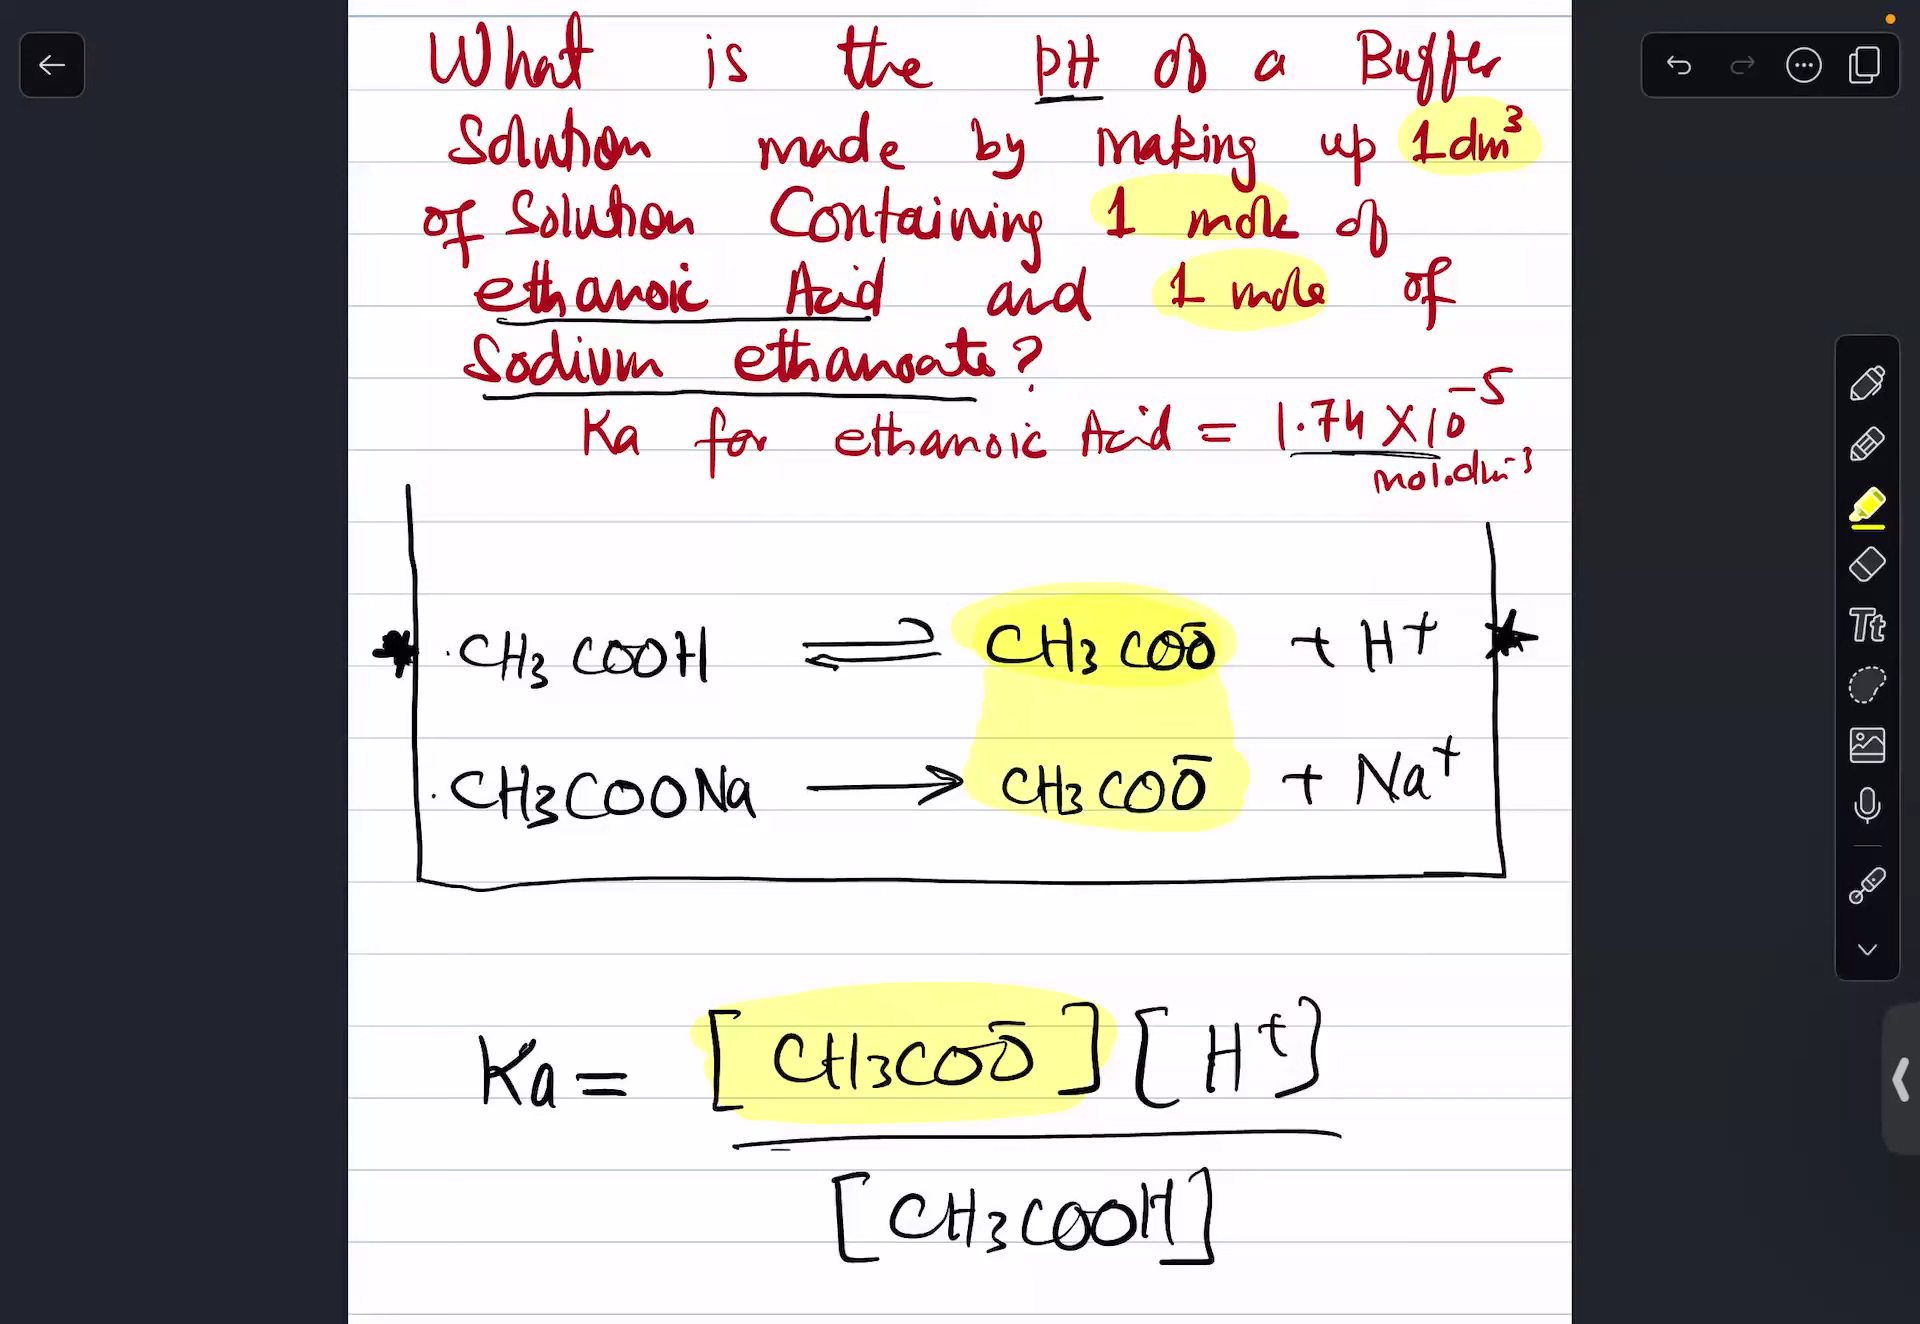 What is the pH of a Buffer
Solution made by making up 1dm³
of Solution Containing 1 mole of
ethanoic Acid and 1 mole of
Sodium ethanoate?
Ka for ethanoic Acid = 1.74 X10⁻⁵
mol.dm⁻³
CH₃COOH ⇌ CH₃COO⁻ + H⁺
CH₃COONa ⟶ CH₃COO⁻ + Na⁺
Ka = [CH₃COO⁻][H⁺]
[CH₃COOH]
Tt